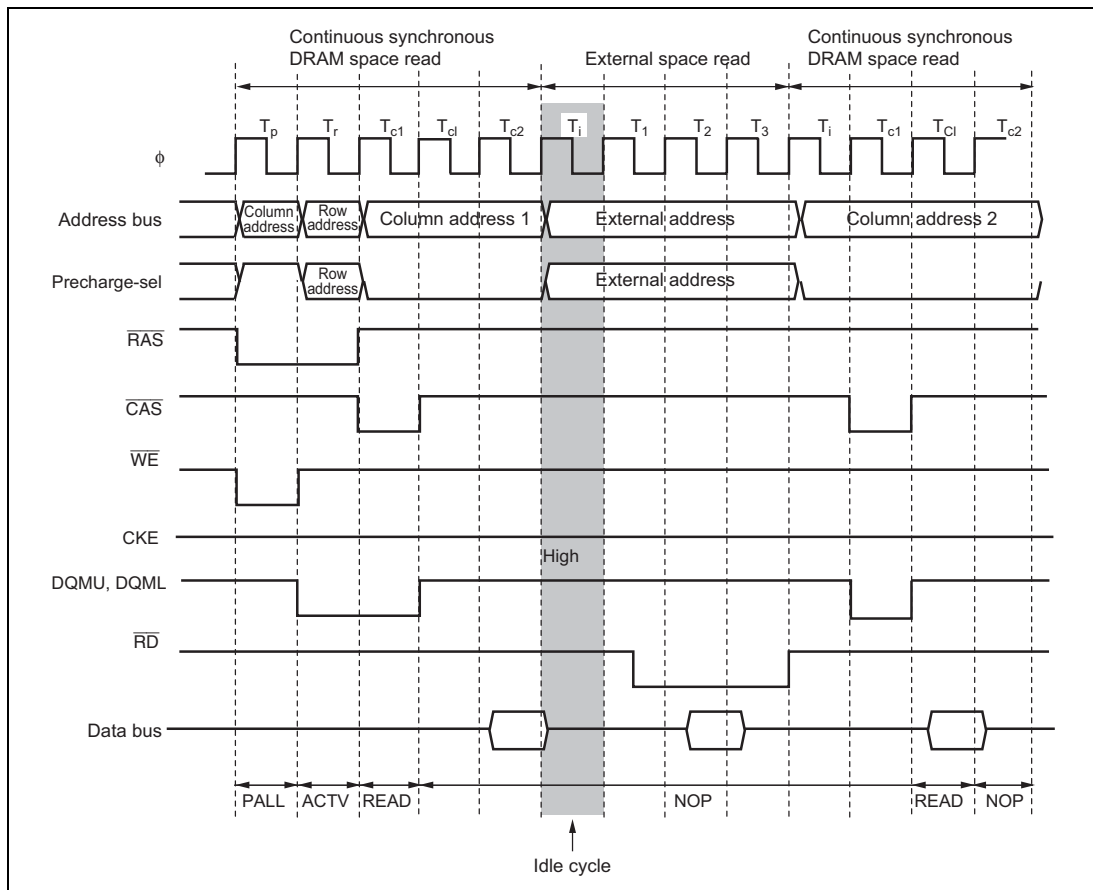 Continuous synchronous
DRAM space read
External space read
Continuous synchronous
DRAM space read
Tp Tr Tc1 Tcl Tc2 Ti T1 T2 T3 Ti Tc1 TCl Tc2
ϕ
Address bus
Column
address
Row
address
Column address 1
External address
Column address 2
Precharge-sel
Row
address
External address
RAS
CAS
WE
CKE
High
DQMU, DQML
RD
Data bus
PALL ACTV READ NOP READ NOP
Idle cycle